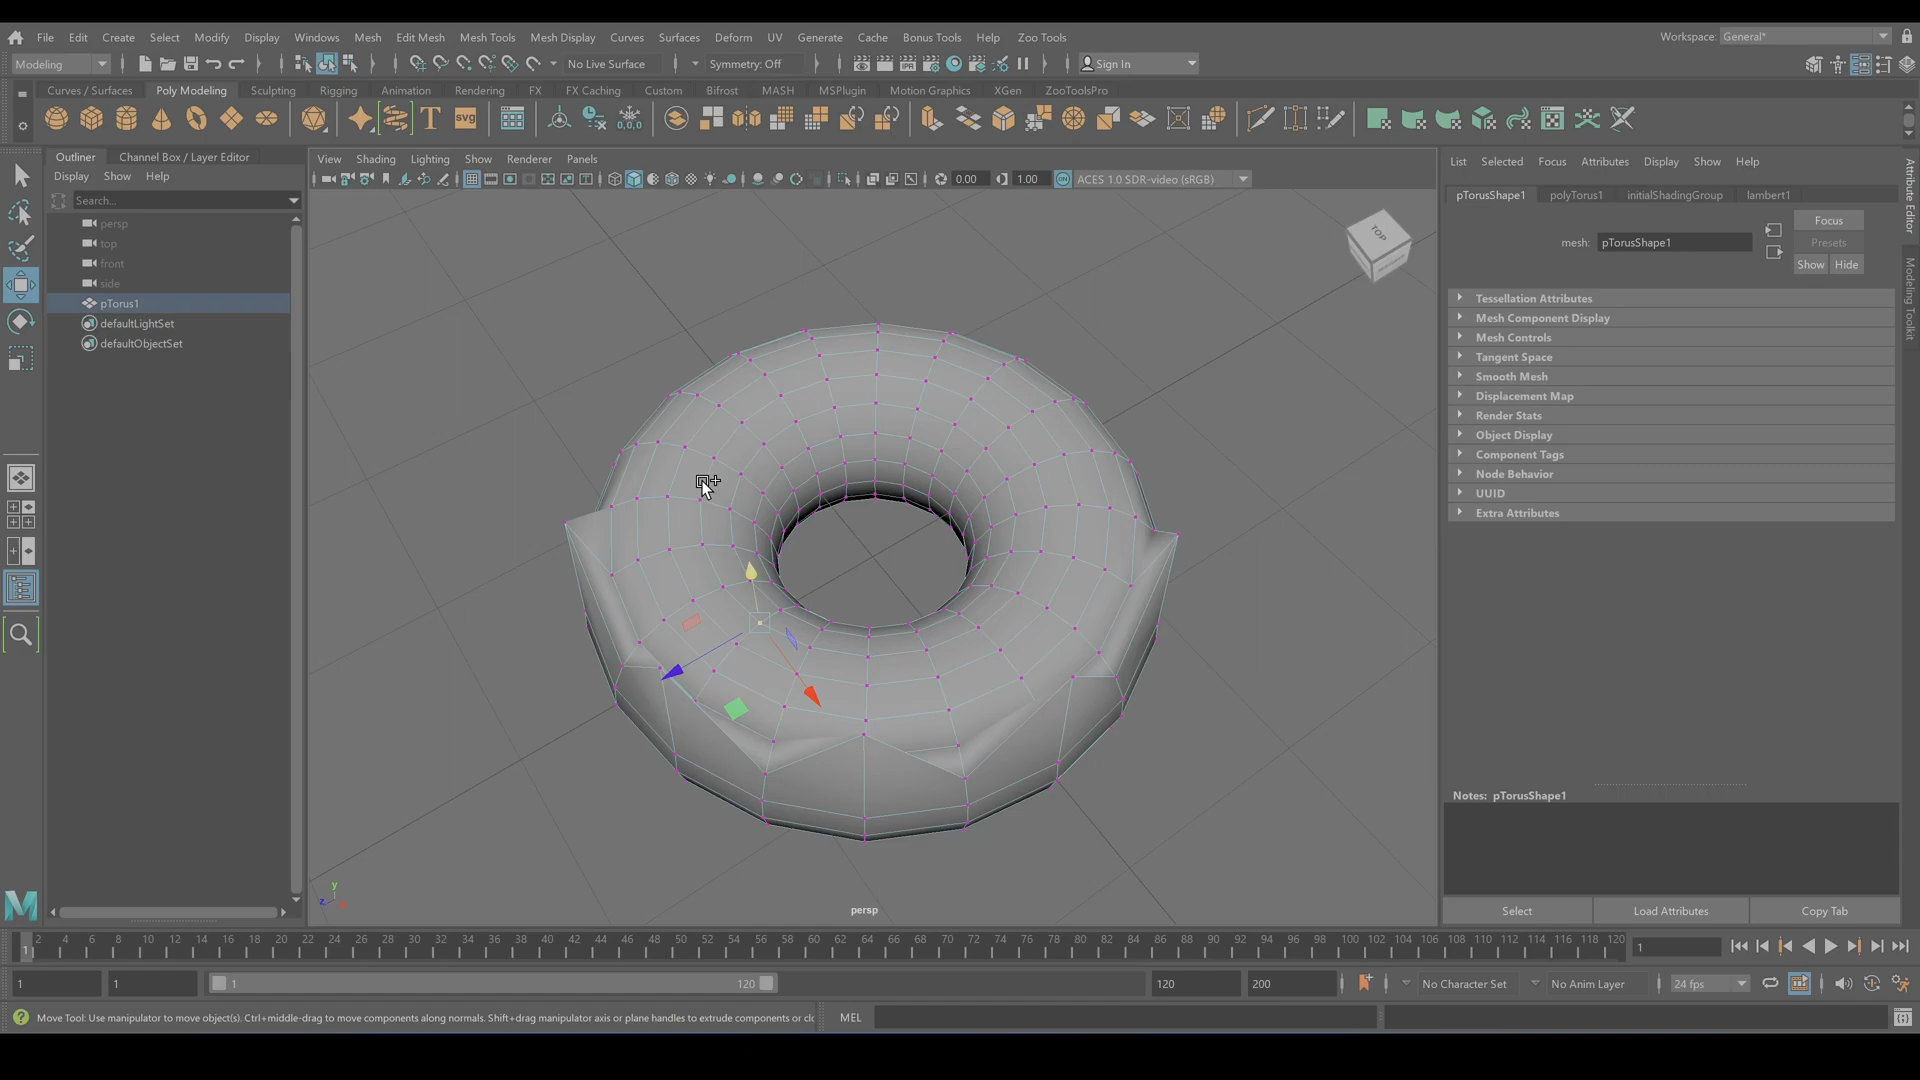 File Edit Create Select Modify Display Windows Mesh Edit Mesh Mesh Tools Mesh Display Curves Surfaces Deform UV Generate Cache Bonus Tools Help Zoo Tools Workspace: General*
Modeling No Live Surface Symmetry: Off IPR Sign In
Curves / Surfaces Poly Modeling Sculpting Rigging Animation Rendering FX FX Caching Custom Bifrost MASH MSPlugin Motion Graphics XGen ZooToolsPro
T SVG 0,0,0
Outliner Channel Box / Layer Editor
View Shading Lighting Show Renderer Panels
List Selected Focus Attributes Display Show Help
Display Show Help
0.00 1.00 ON ACES 1.0 SDR-video (sRGB)
pTorusShape1 polyTorus1 initialShadingGroup lambert1
Search...
persp
top
front
side
pTorus1
defaultLightSet
defaultObjectSet
TOP
mesh: pTorusShape1
Focus
Presets
Show Hide
Tessellation Attributes
Mesh Component Display
Mesh Controls
Tangent Space
Smooth Mesh
Displacement Map
Render Stats
Object Display
Component Tags
Node Behavior
UUID
Extra Attributes
Attribute Editor
Modeling Toolkit
Notes: pTorusShape1
Select Load Attributes Copy Tab
y
z x
persp
M
1 2 4 6 8 10 12 14 16 18 20 22 24 26 28 30 32 34 36 38 40 42 44 46 48 50 52 54 56 58 60 62 64 66 68 70 72 74 76 78 80 82 84 86 88 90 92 94 96 98 100 102 104 106 108 110 112 114 116 118 120 1
1 1 1 120 120 200 No Character Set No Anim Layer 24 fps
Move Tool: Use manipulator to move object(s). Ctrl+middle-drag to move components along normals. Shift+drag manipulator axis or plane handles to extrude components or clo
MEL